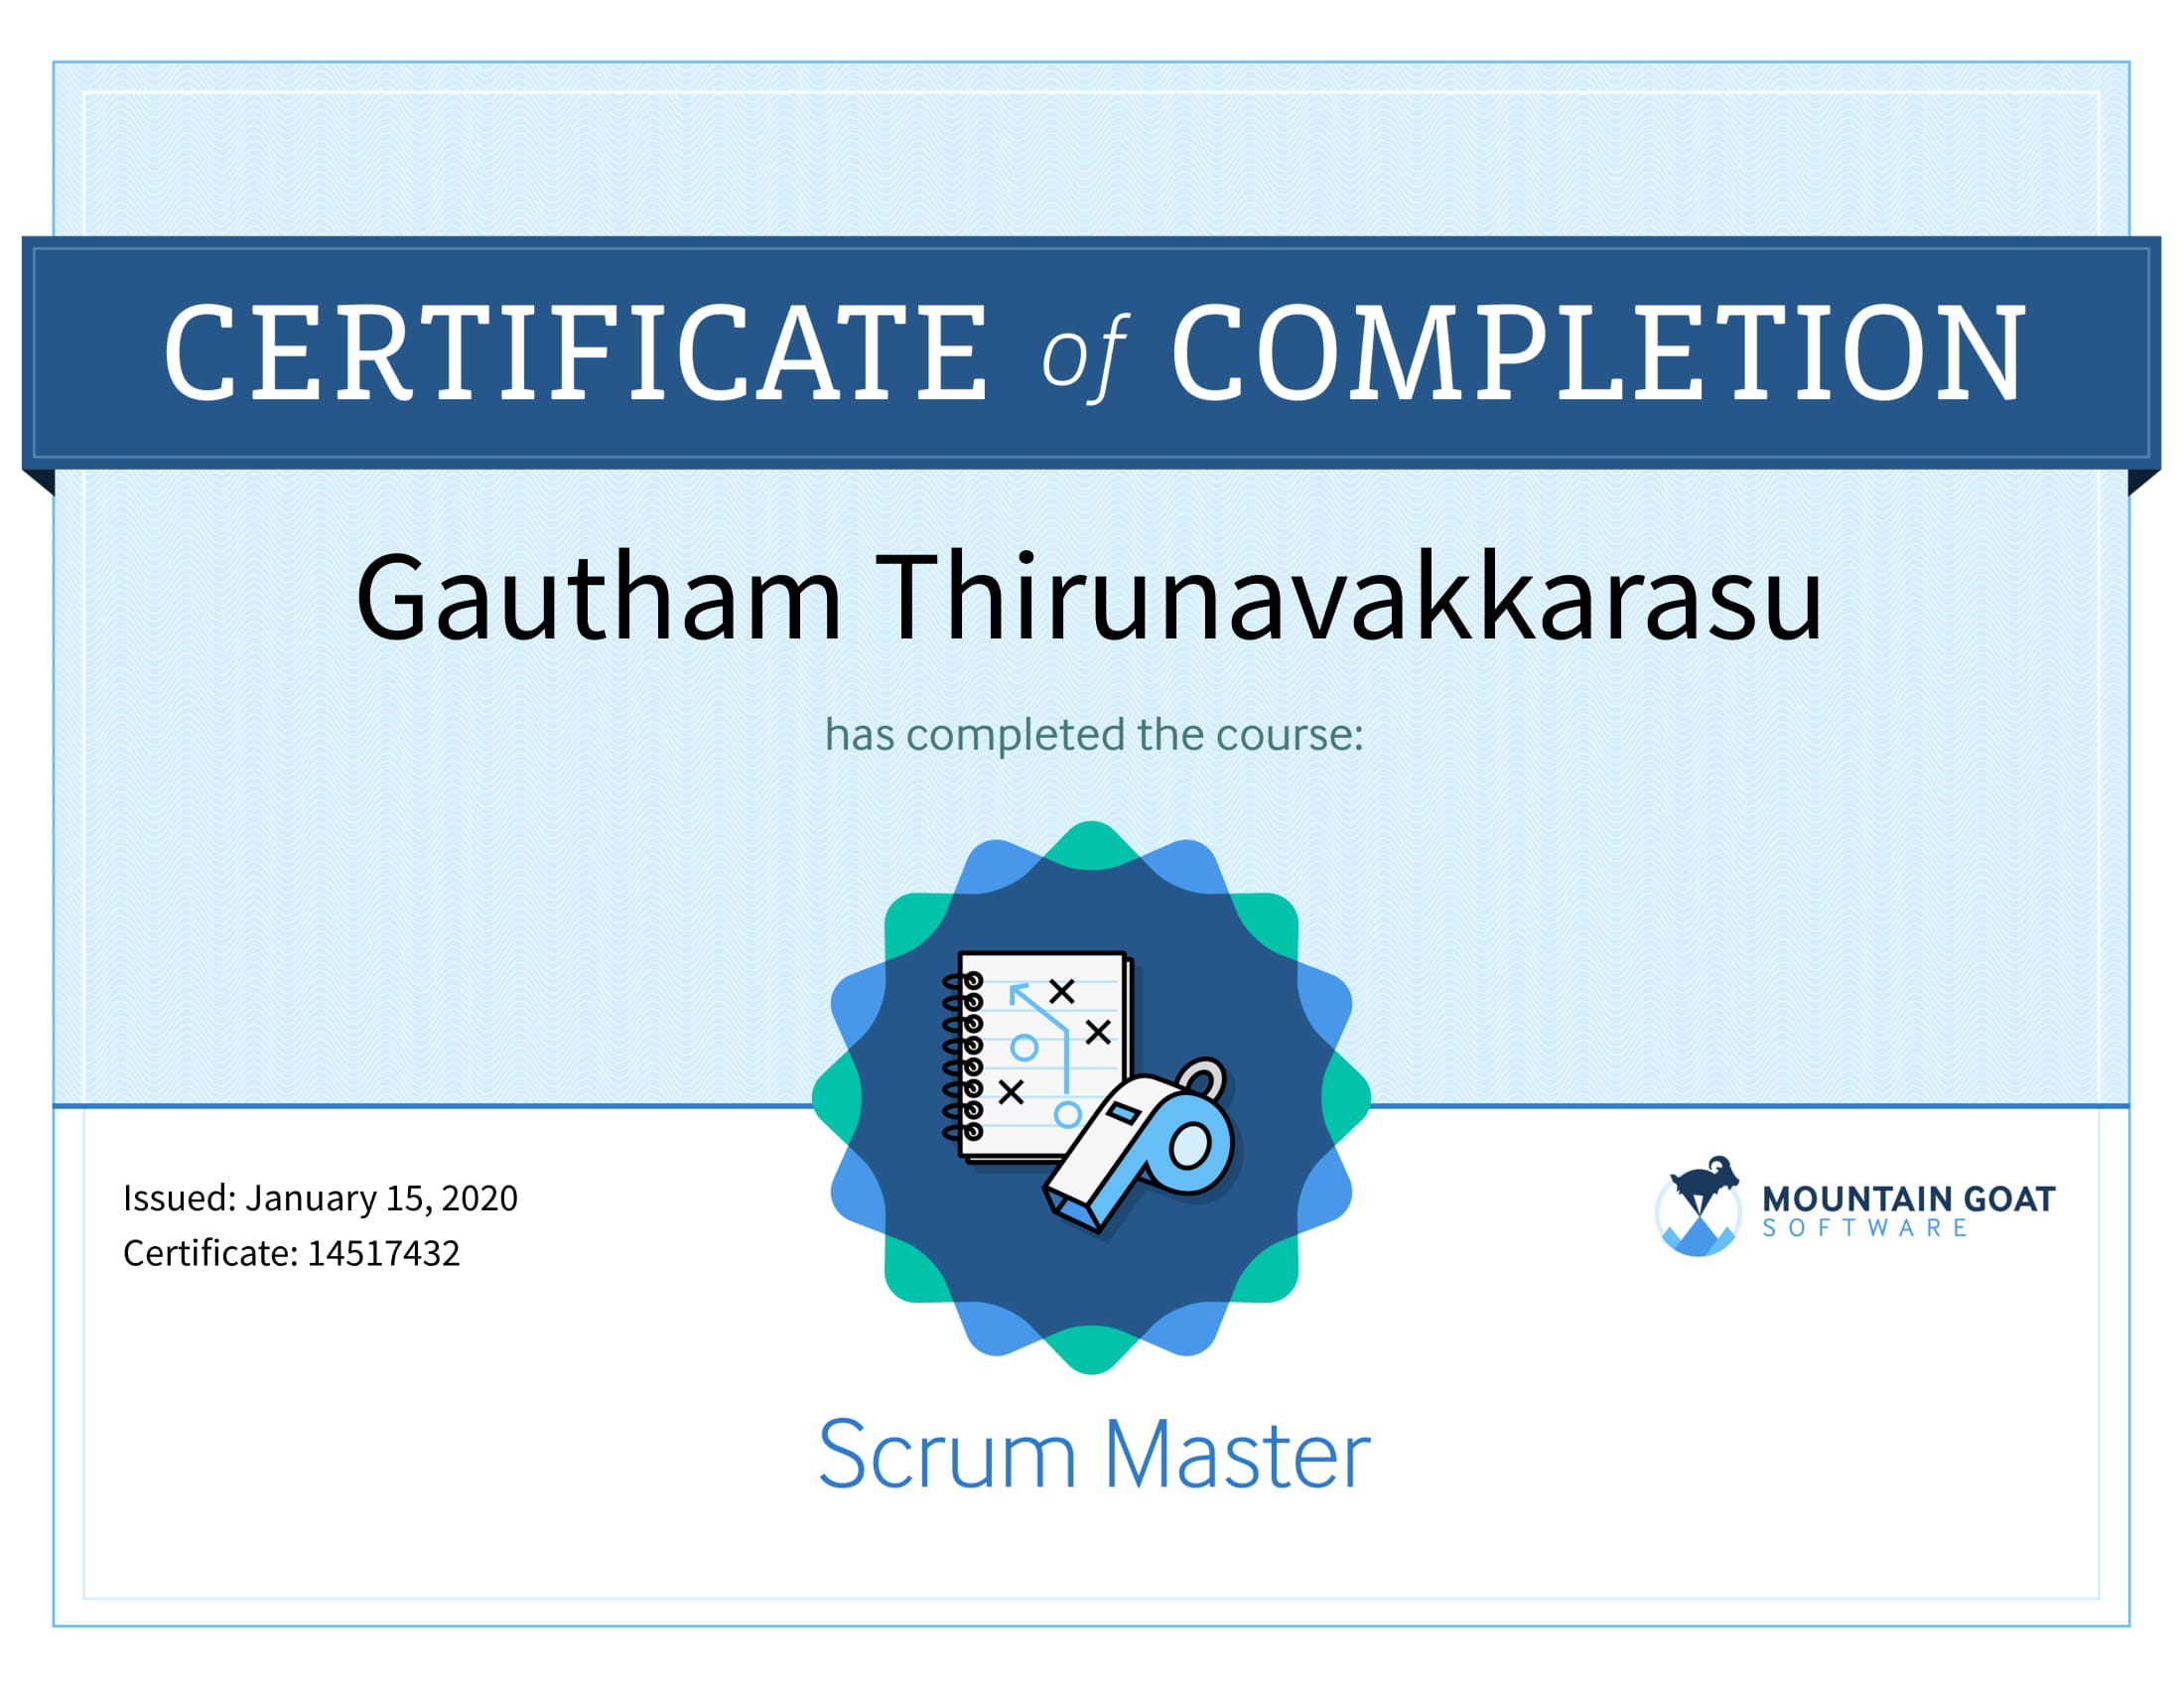 CERTIFICATE of COMPLETION
Gautham Thirunavakkarasu
has completed the course:
Issued: January 15, 2020
Certificate: 14517432
MOUNTAIN GOAT
SOFTWARE
Scrum Master